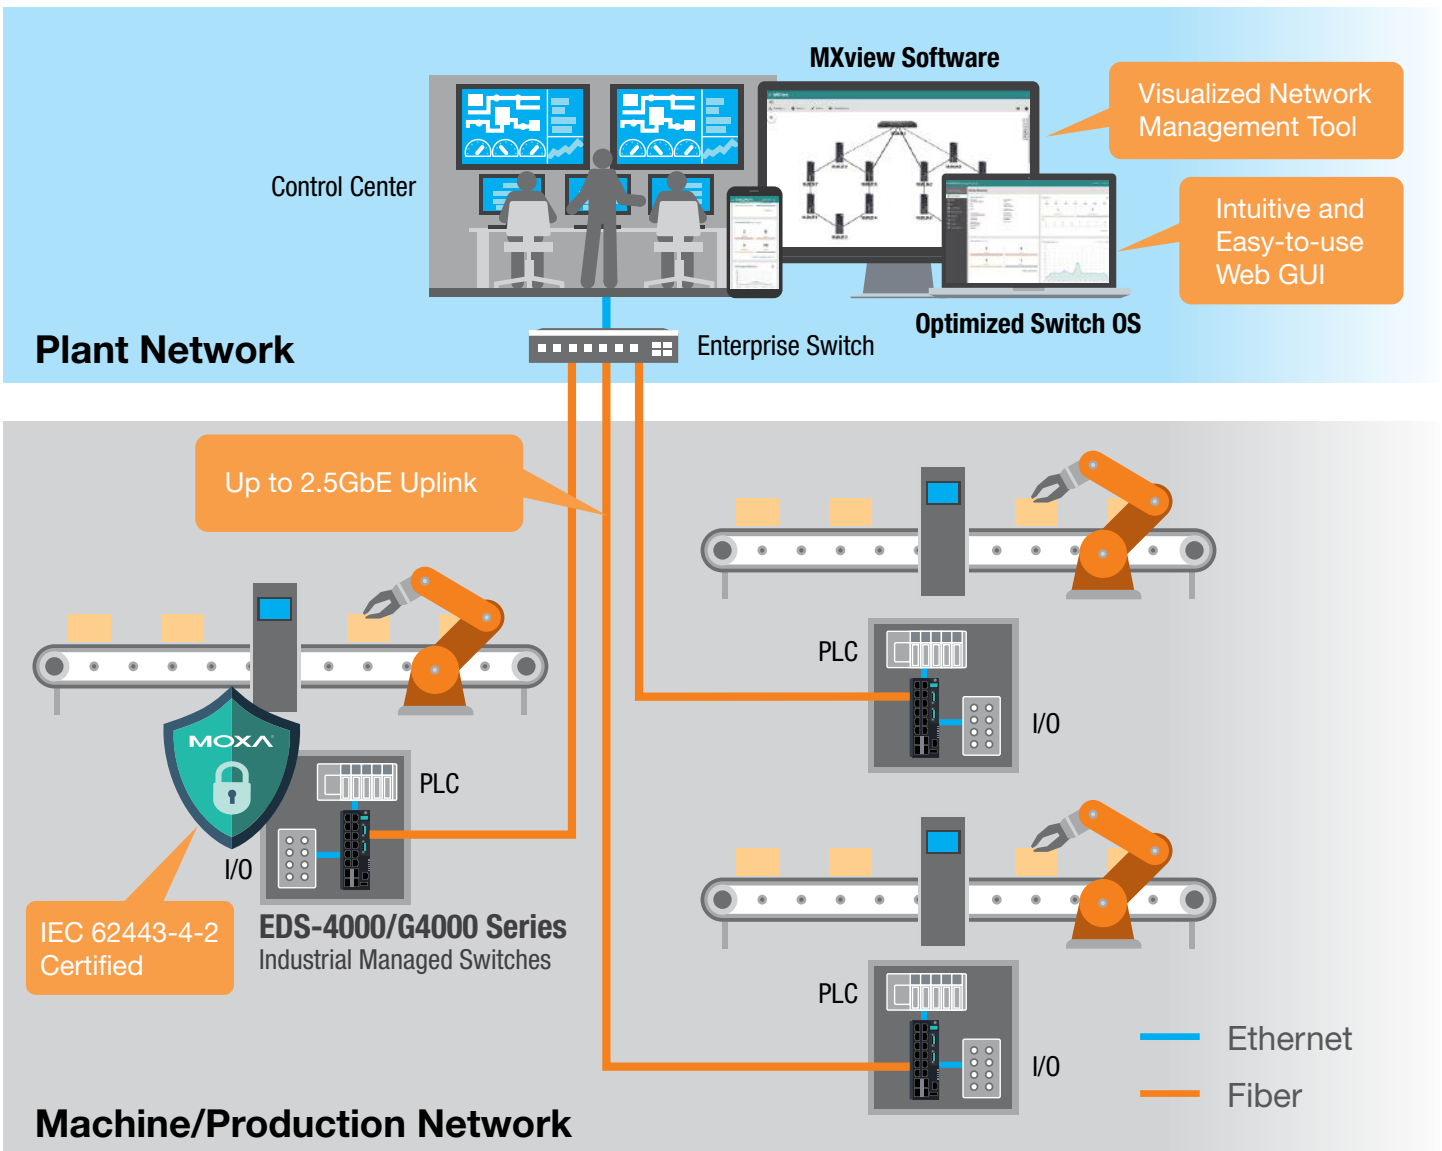 MXview Software
Visualized Network
Management Tool
Control Center
Intuitive and
Easy-to-use
Web GUI
Optimized Switch OS
Plant Network
Enterprise Switch
Up to 2.5GbE Uplink
PLC
I/O
MOXA
PLC
I/O
IEC 62443-4-2
Certified
EDS-4000/G4000 Series
Industrial Managed Switches
PLC
I/O
Ethernet
Fiber
Machine/Production Network